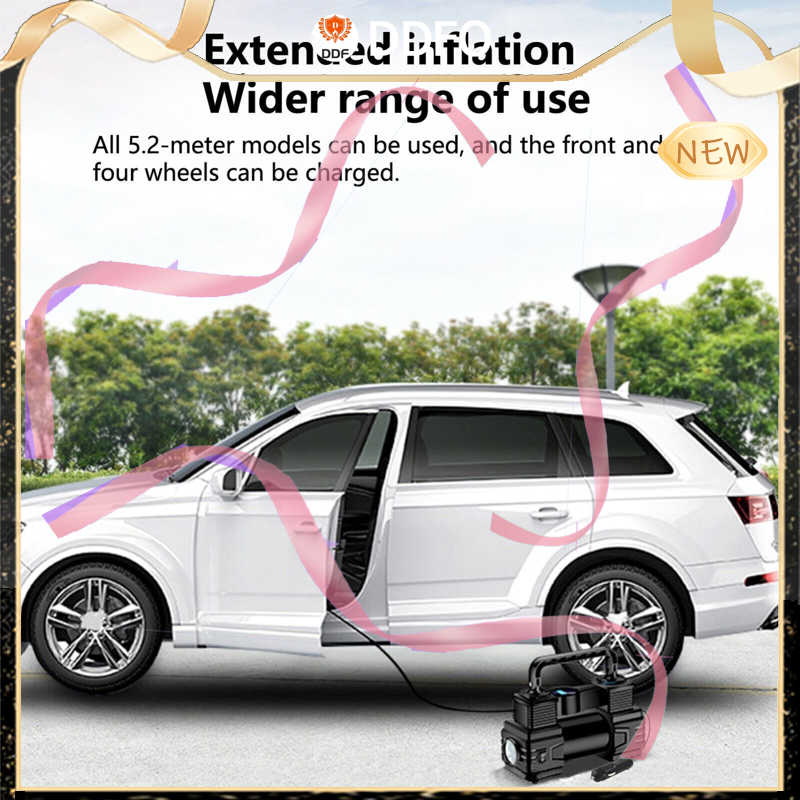 DDFO
DDF
Extended Inflation
Wider range of use
All 5.2-meter models can be used, and the front and
four wheels can be charged.
NEW